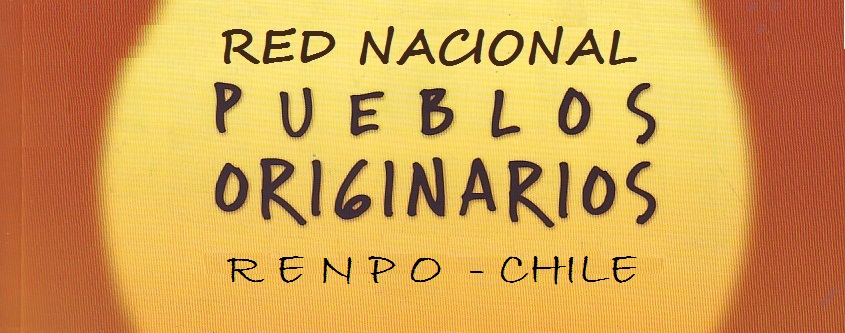 RED NACIONAL
PUEBLOS
ORIGINARIOS
RENPO - CHILE